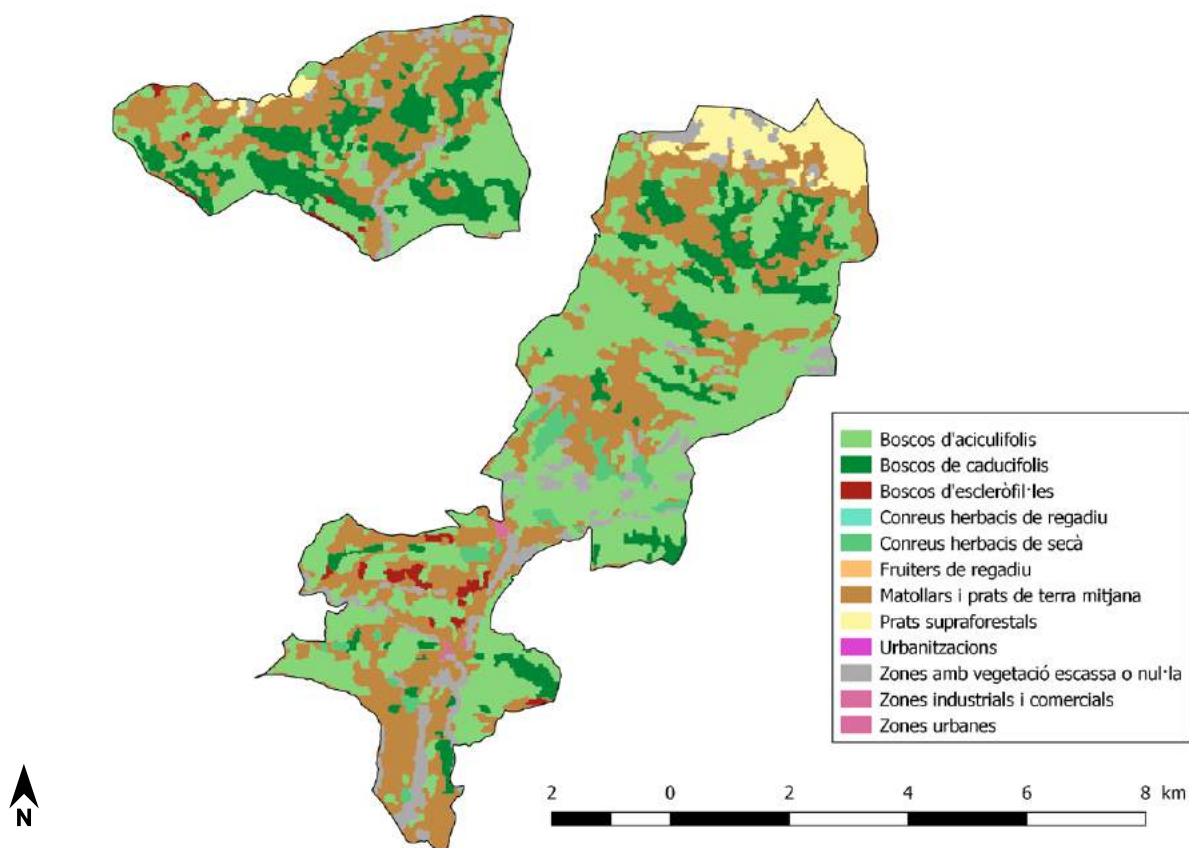 Boscos d'aciculifolis
Boscos de caducifolis
Boscos d'escleròfil·les
Conreus herbacis de regadiu
Conreus herbacis de secà
Fruiters de regadiu
Matollars i prats de terra mitjana
Prats supraforestals
Urbanitzacions
Zones amb vegetació escassa o nul·la
Zones industrials i comercials
Zones urbanes
N
2 0 2 4 6 8 km